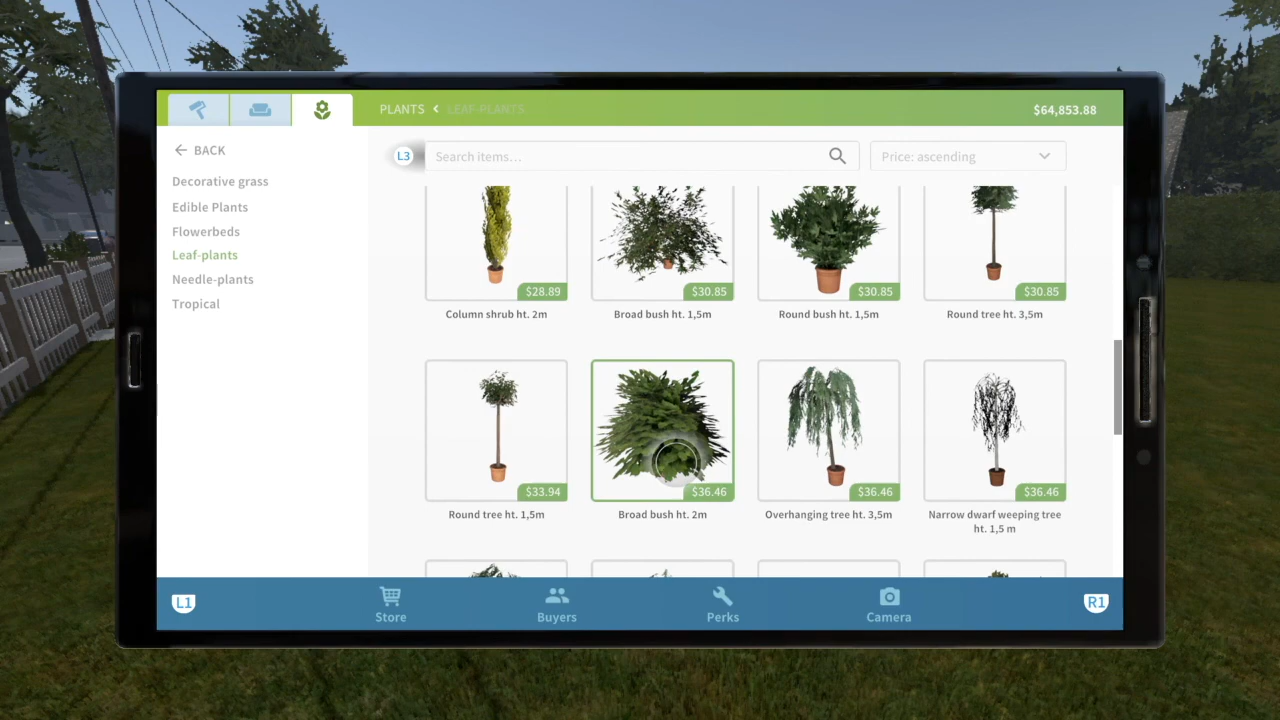 PLANTS < LEAF-PLANTS
$64,853.88
BACK
L3
Search items...
Price: ascending
Decorative grass
Edible Plants
Flowerbeds
Leaf-plants
Needle-plants
Tropical
$28.89
$30.85
$30.85
$30.85
Column shrub ht. 2m
Broad bush ht. 1,5m
Round bush ht. 1,5m
Round tree ht. 3,5m
$33.94
$36.46
$36.46
$36.46
Round tree ht. 1,5m
Broad bush ht. 2m
Overhanging tree ht. 3,5m
Narrow dwarf weeping tree
ht. 1,5 m
L1
Store
Buyers
Perks
Camera
R1